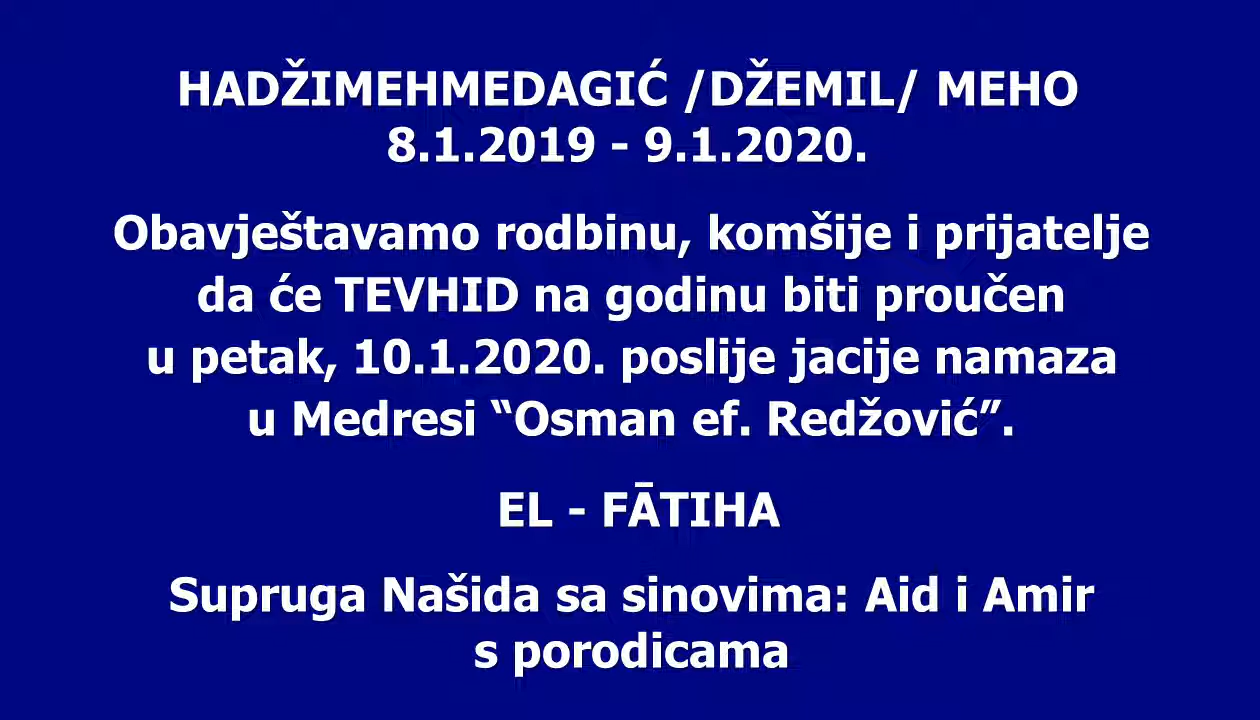 HADŽIMEHMEDAGIĆ /DŽEMIL/ MEHO
8.1.2019 - 9.1.2020.
Obavještavamo rodbinu, komšije i prijatelje
da će TEVHID na godinu biti proučen
u petak, 10.1.2020. poslije jacije namaza
u Medresi “Osman ef. Redžović”.
EL - FĀTIHA
Supruga Našida sa sinovima: Aid i Amir
s porodicama